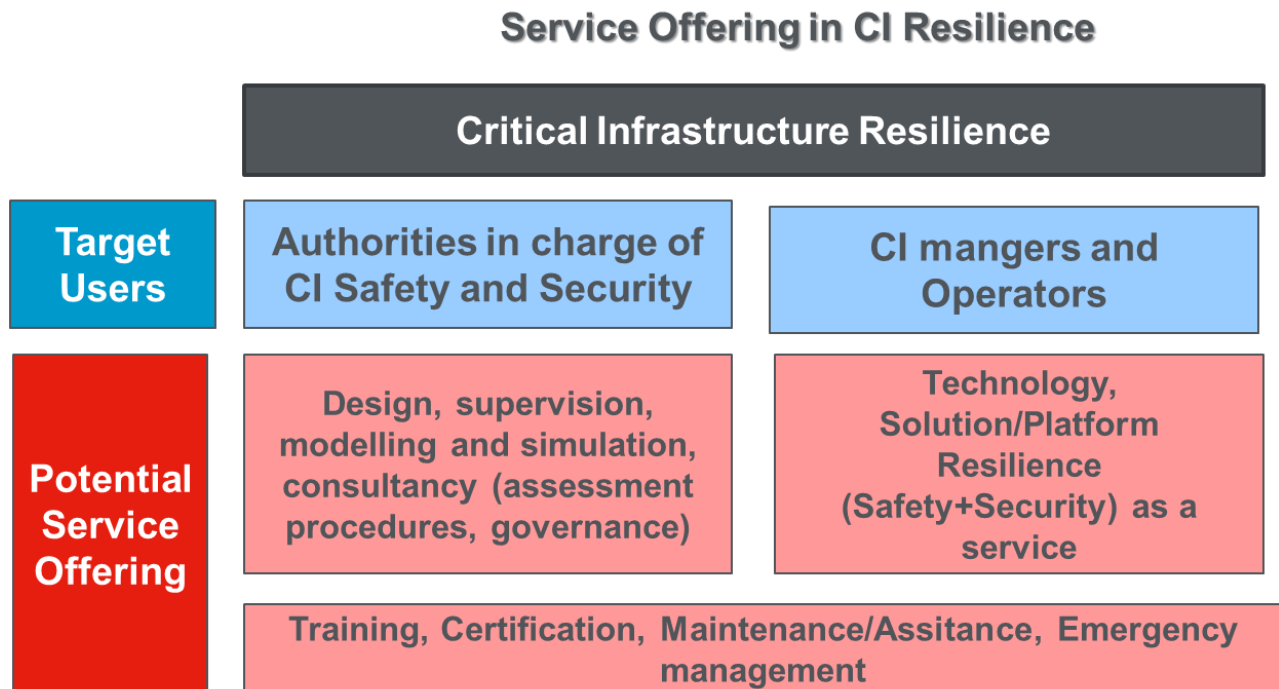 Service Offering in CI Resilience
Critical Infrastructure Resilience
Target
Users
Authorities in charge of
CI Safety and Security
CI mangers and
Operators
Potential
Service
Offering
Design, supervision,
modelling and simulation,
consultancy (assessment
procedures, governance)
Technology,
Solution/Platform
Resilience
(Safety+Security) as a
service
Training, Certification, Maintenance/Assitance, Emergency
management